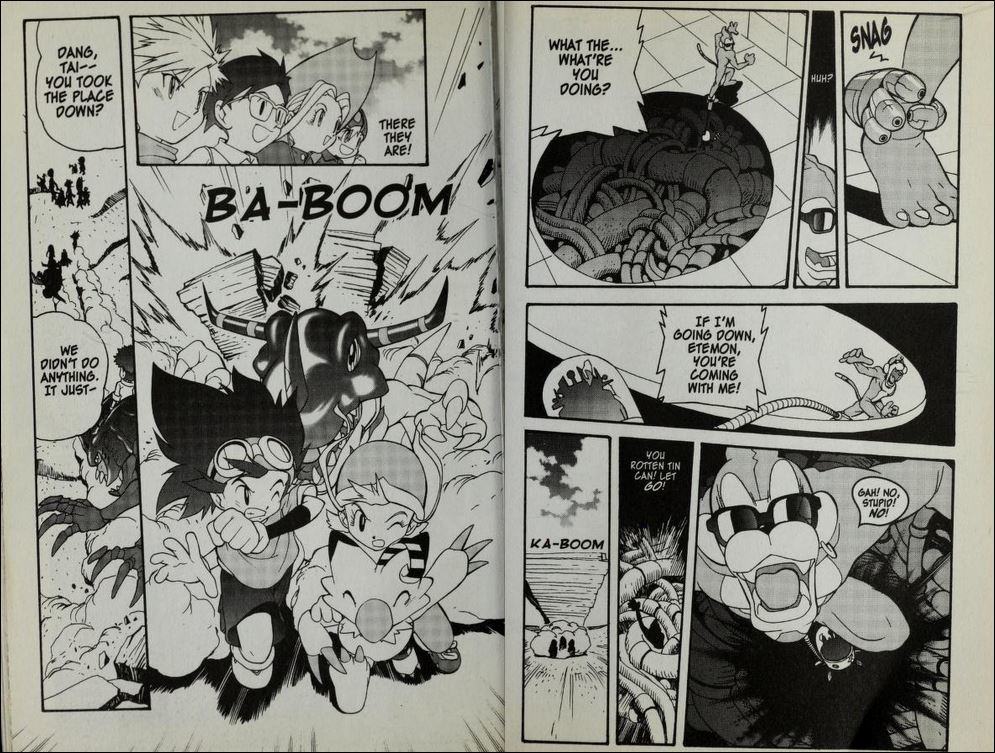 SNAG
HUH?
WHAT THE...
WHAT'RE
YOU
DOING?
IF I'M
GOING DOWN,
ETEMON,
YOU'RE
COMING
WITH ME!
GAH! NO,
STUPID!
NO!
YOU
ROTTEN TIN
CAN! LET
GO!
KA-BOOM
THERE
THEY
ARE!
BA-BOOM
DANG,
TAI--
YOU TOOK
THE PLACE
DOWN?
WE
DIDN'T DO
ANYTHING.
IT JUST-